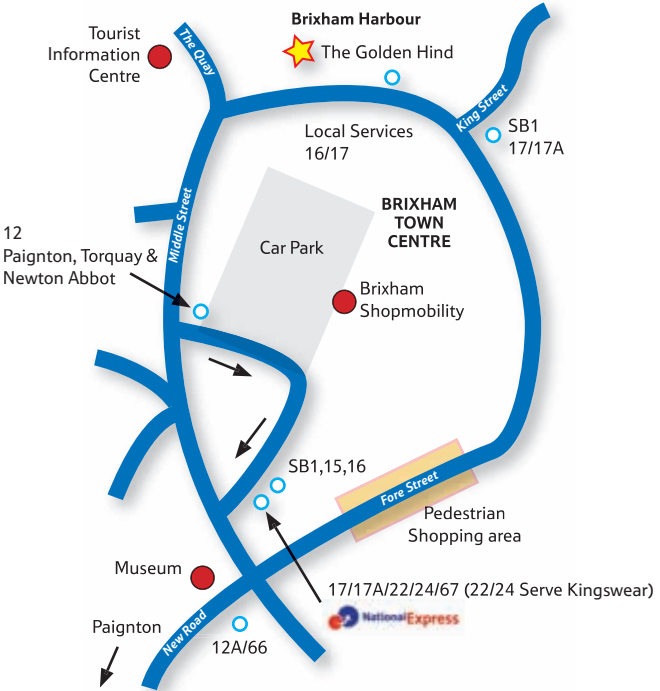 Brixham Harbour
Tourist
Information
Centre
The Quay
The Golden Hind
King Street
SB1
17/17A
Local Services
16/17
Middle Street
BRIXHAM
TOWN
CENTRE
12
Paignton, Torquay &
Newton Abbot
Car Park
Brixham
Shopmobility
SB1,15,16
Fore Street
Pedestrian
Shopping area
Museum
17/17A/22/24/67 (22/24 Serve Kingswear)
NationalExpress
Paignton
New Road
12A/66